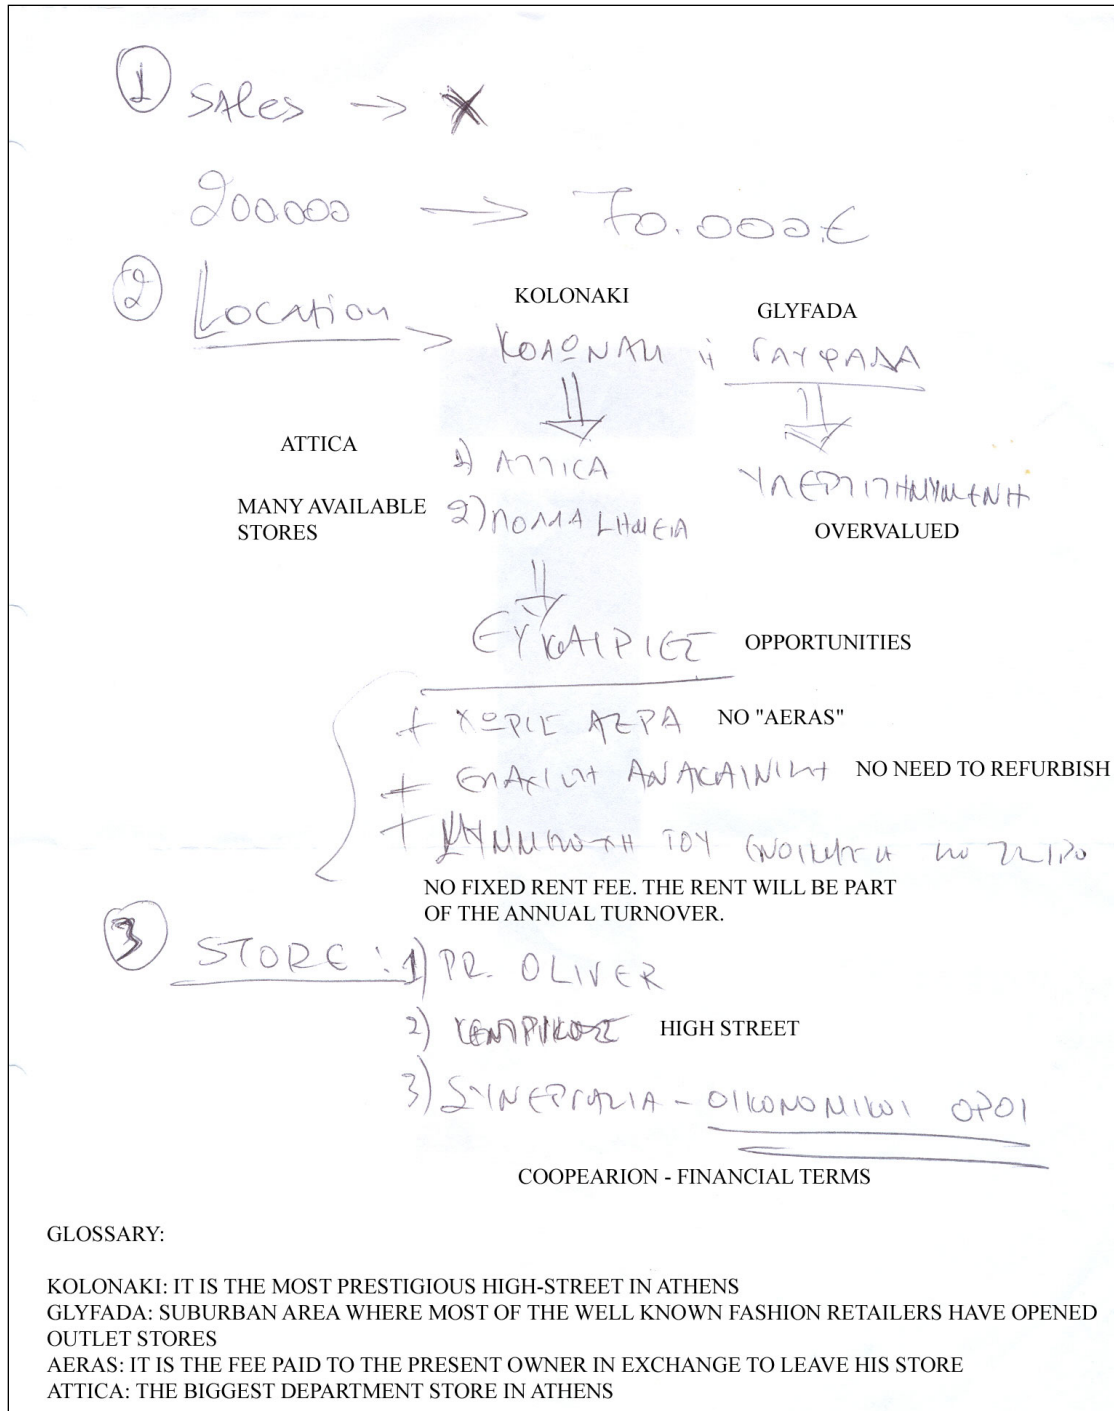 1 SALes → X
200.000 → 70.000 €
2 Location → KOLONAKI GLYFADA
ΚΟΛΩΝΑΚΙ ή ΓΛΥΦΑΔΑ
ATTICA 1) ΑΤΤΙCΑ
MANY AVAILABLE STORES 2) ΠΟΛΛΑ ΣΗΜΕΙΑ
ΥΠΕΡΤΙΜΗΜΕΝΗ
OVERVALUED
ΕΥΚΑΙΡΙΕΣ OPPORTUNITIES
+ ΧΩΡΙΣ ΑΕΡΑ NO "AERAS"
+ ΕΛΑΧΙΣΤΗ ΑΝΑΚΑΙΝΙΣΗ NO NEED TO REFURBISH
+ ΤΟΥ
NO FIXED RENT FEE. THE RENT WILL BE PART
OF THE ANNUAL TURNOVER.
3 STORE : 1) PR. OLIVER
2) ΚΕΝΤΡΙΚΟΣ HIGH STREET
3) ΣΥΝΕΡΓΑΣΙΑ - ΟΙΚΟΝΟΜΙΚΟΙ ΟΡΟΙ
COOPEARION - FINANCIAL TERMS
GLOSSARY:
KOLONAKI: IT IS THE MOST PRESTIGIOUS HIGH-STREET IN ATHENS
GLYFADA: SUBURBAN AREA WHERE MOST OF THE WELL KNOWN FASHION RETAILERS HAVE OPENED
OUTLET STORES
AERAS: IT IS THE FEE PAID TO THE PRESENT OWNER IN EXCHANGE TO LEAVE HIS STORE
ATTICA: THE BIGGEST DEPARTMENT STORE IN ATHENS